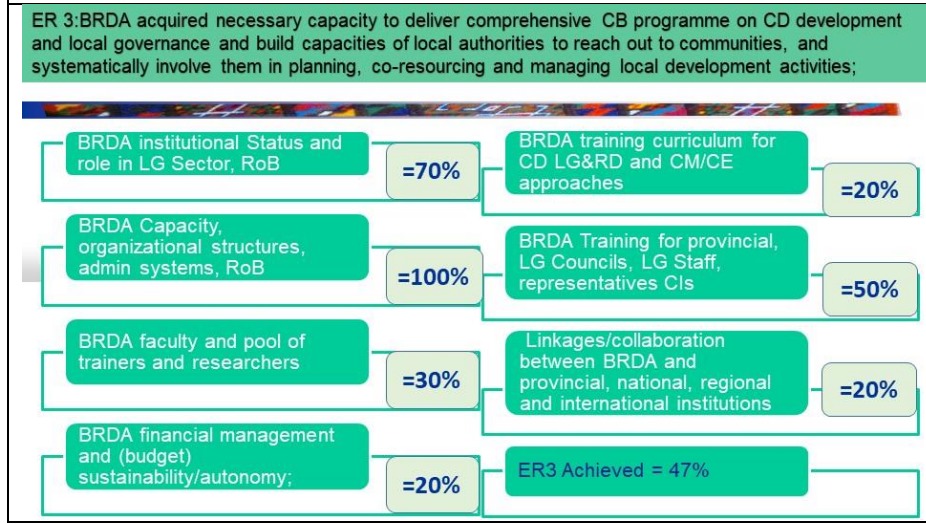 ER 3:BRDA acquired necessary capacity to deliver comprehensive CB programme on CD development
and local governance and build capacities of local authorities to reach out to communities, and
systematically involve them in planning, co-resourcing and managing local development activities;
BRDA institutional Status and
role in LG Sector, RoB
=70%
BRDA training curriculum for
CD LG&RD and CM/CE
approaches
=20%
BRDA Capacity,
organizational structures,
admin systems, RoB
=100%
BRDA Training for provincial,
LG Councils, LG Staff,
representatives CIs
=50%
BRDA faculty and pool of
trainers and researchers
=30%
Linkages/collaboration
between BRDA and
provincial, national, regional
and international institutions
=20%
BRDA financial management
and (budget)
sustainability/autonomy;
=20%
ER3 Achieved = 47%